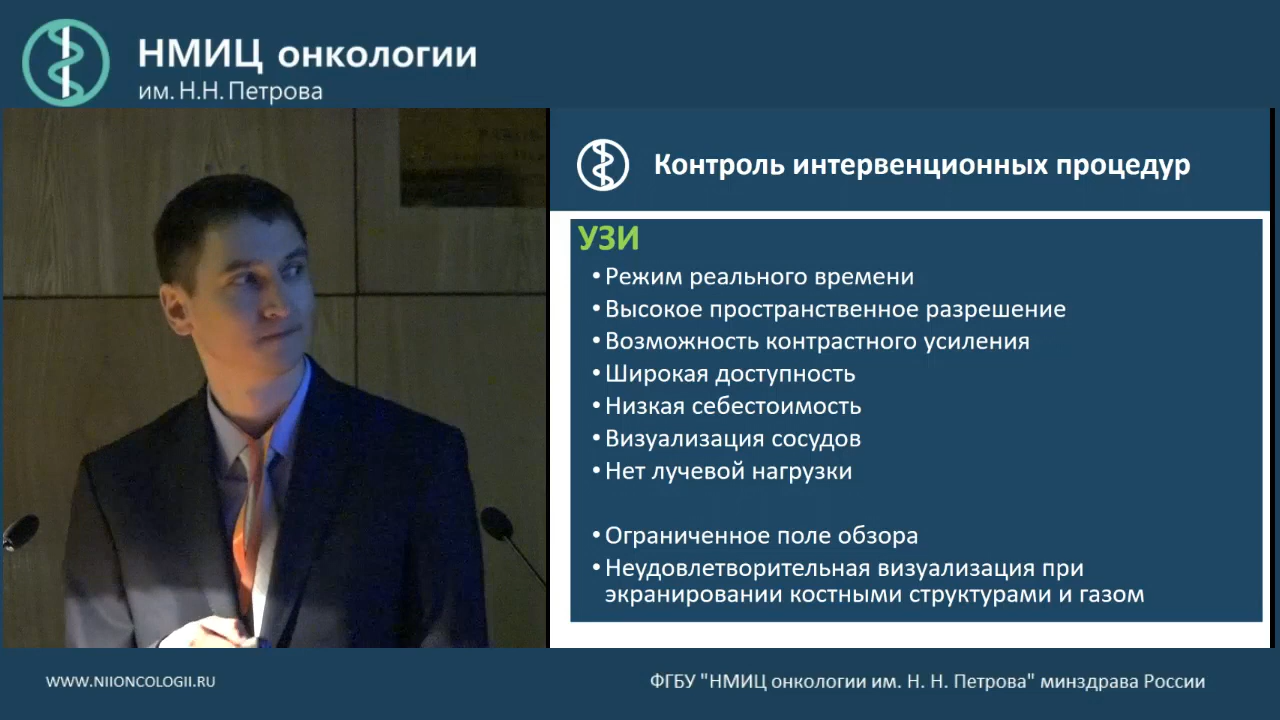 НМИЦ онкологии
им. Н.Н. Петрова
Контроль интервенционных процедур
УЗИ
• Режим реального времени
• Высокое пространственное разрешение
• Возможность контрастного усиления
• Широкая доступность
• Низкая себестоимость
• Визуализация сосудов
• Нет лучевой нагрузки
• Ограниченное поле обзора
• Неудовлетворительная визуализация при
экранировании костными структурами и газом
WWW.NIIONCOLOGII.RU
ФГБУ "НМИЦ онкологии им. Н. Н. Петрова" минздрава России